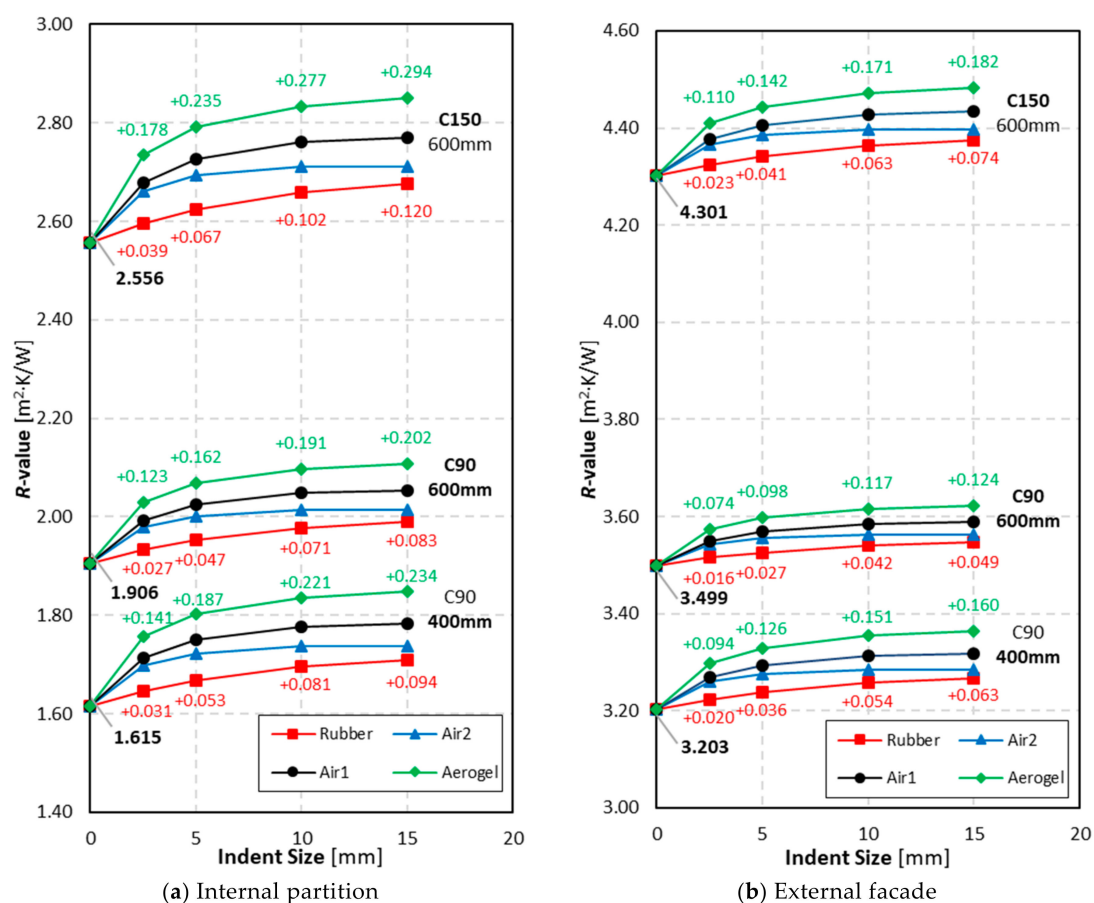 3.00
2.80
2.60
2.40
2.20
2.00
1.80
1.60
1.40
R-value [m²·K/W]
+0.178
+0.235
+0.277
+0.294
C150
600mm
+0.039
+0.067
+0.102
+0.120
2.556
+0.123
+0.162
+0.191
+0.202
C90
600mm
+0.027
+0.047
+0.071
+0.083
1.906
+0.141
+0.187
+0.221
+0.234
C90
400mm
+0.031
+0.053
+0.081
+0.094
1.615
Rubber
Air2
Air1
Aerogel
0 5 10 15 20
Indent Size [mm]
(a) Internal partition
4.60
4.40
4.20
4.00
3.80
3.60
3.40
3.20
3.00
R-value [m²·K/W]
+0.110
+0.142
+0.171
+0.182
C150
600mm
+0.023
+0.041
+0.063
+0.074
4.301
+0.074
+0.098
+0.117
+0.124
C90
600mm
+0.016
+0.027
+0.042
+0.049
3.499
+0.094
+0.126
+0.151
+0.160
C90
400mm
+0.020
+0.036
+0.054
+0.063
3.203
Rubber
Air2
Air1
Aerogel
0 5 10 15 20
Indent Size [mm]
(b) External facade